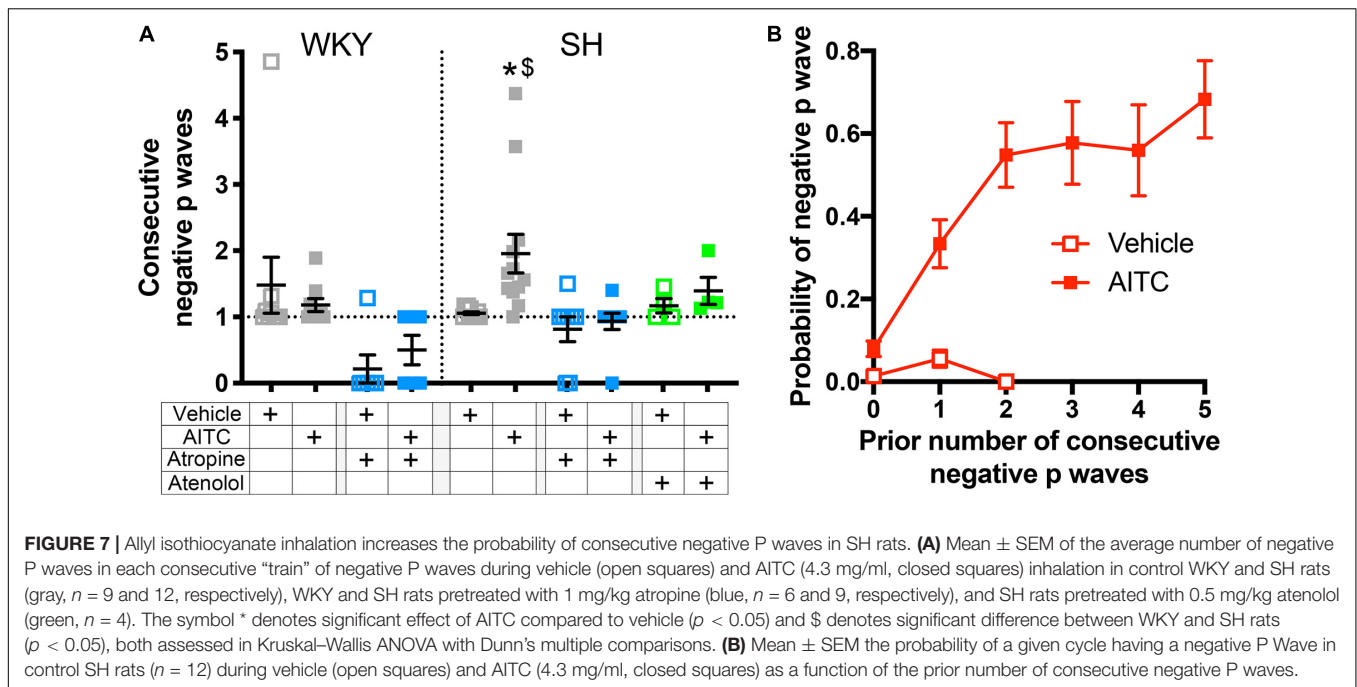 A
WKY
SH
* $
5
4
3
2
1
0
Consecutive
negative p waves
Vehicle + + + + +
AITC + + + + +
Atropine + + + +
Atenolol + +
B
0.8
0.6
0.4
0.2
0.0
Probability of negative p wave
Vehicle
AITC
0 1 2 3 4 5
Prior number of consecutive
negative p waves
FIGURE 7 | Allyl isothiocyanate inhalation increases the probability of consecutive negative P waves in SH rats. (A) Mean ± SEM of the average number of negative
P waves in each consecutive “train” of negative P waves during vehicle (open squares) and AITC (4.3 mg/ml, closed squares) inhalation in control WKY and SH rats
(gray, n = 9 and 12, respectively), WKY and SH rats pretreated with 1 mg/kg atropine (blue, n = 6 and 9, respectively), and SH rats pretreated with 0.5 mg/kg atenolol
(green, n = 4). The symbol * denotes significant effect of AITC compared to vehicle (p < 0.05) and $ denotes significant difference between WKY and SH rats
(p < 0.05), both assessed in Kruskal–Wallis ANOVA with Dunn’s multiple comparisons. (B) Mean ± SEM the probability of a given cycle having a negative P Wave in
control SH rats (n = 12) during vehicle (open squares) and AITC (4.3 mg/ml, closed squares) as a function of the prior number of consecutive negative P waves.